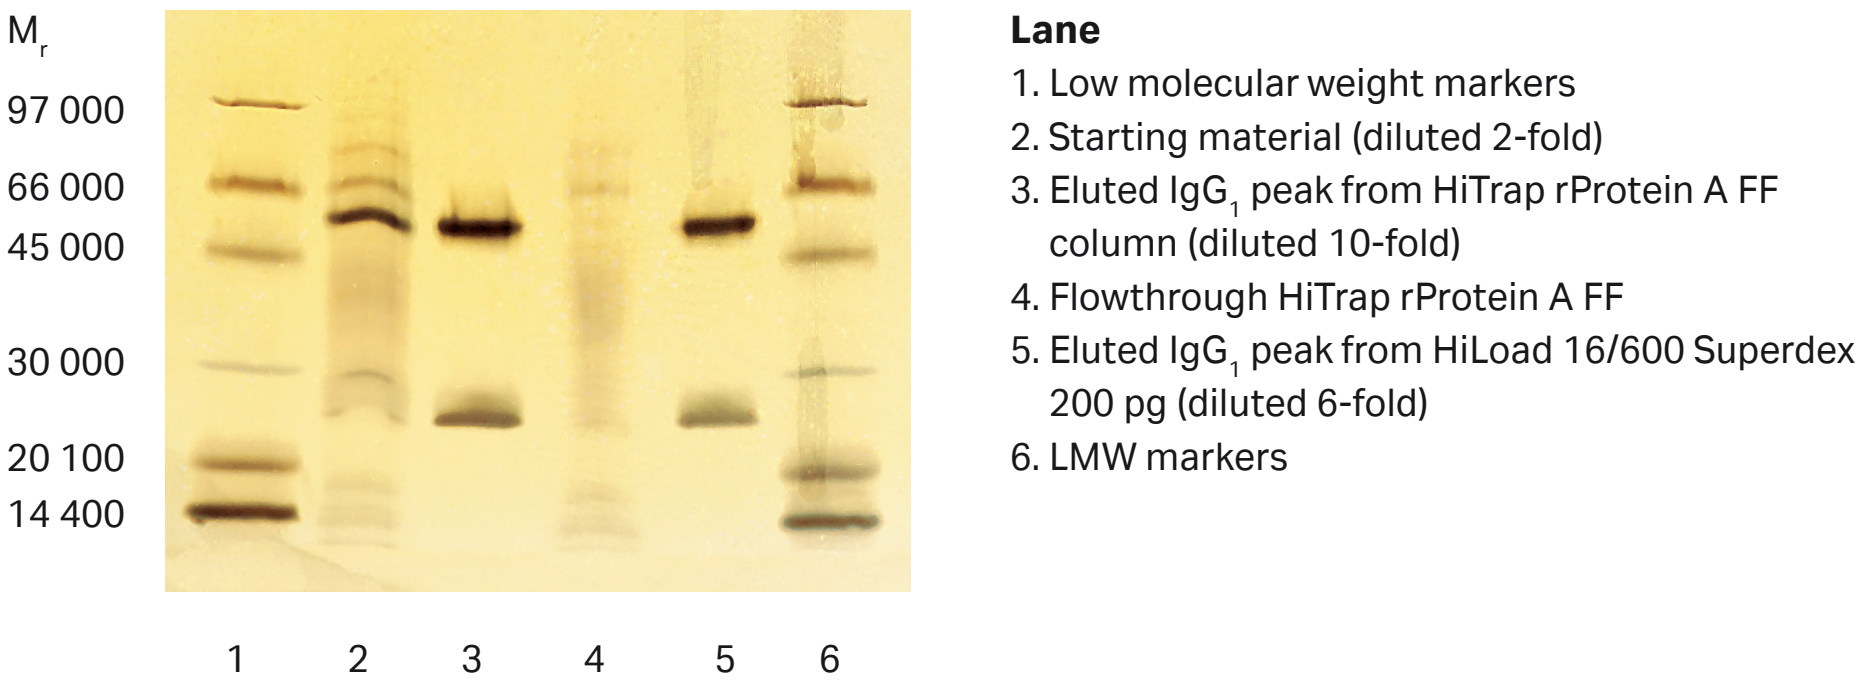 Mr
97 000
66 000
45 000
30 000
20 100
14 400
1 2 3 4 5 6
Lane
1. Low molecular weight markers
2. Starting material (diluted 2-fold)
3. Eluted IgG1 peak from HiTrap rProtein A FF
column (diluted 10-fold)
4. Flowthrough HiTrap rProtein A FF
5. Eluted IgG1 peak from HiLoad 16/600 Superdex
200 pg (diluted 6-fold)
6. LMW markers